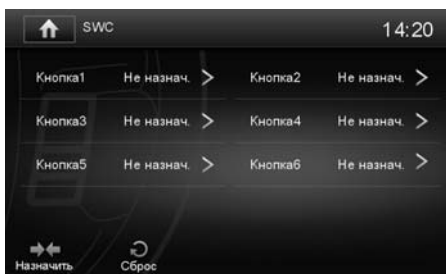 SWC 14:20
Кнопка1 Не назнач. > Кнопка2 Не назнач. >
Кнопка3 Не назнач. > Кнопка4 Не назнач. >
Кнопка5 Не назнач. > Кнопка6 Не назнач. >
Назначить Сброс